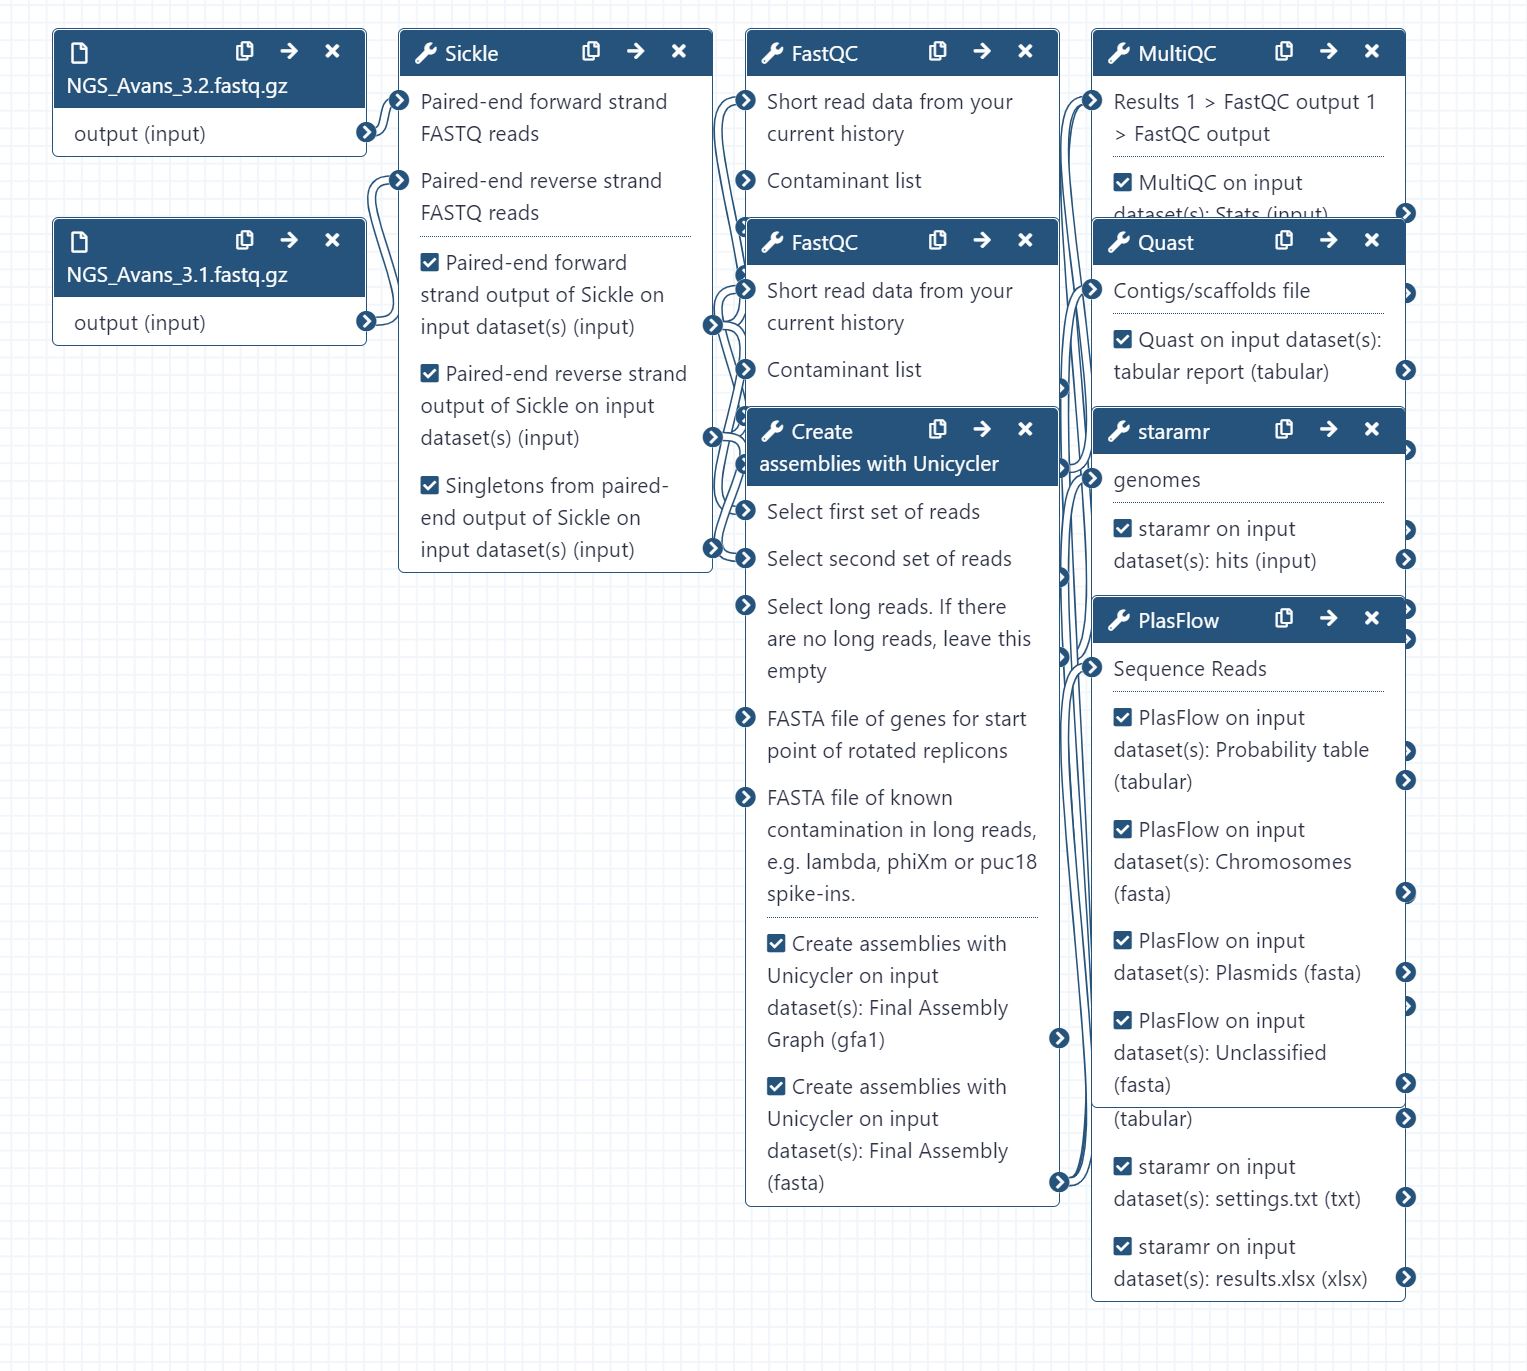 NGS_Avans_3.2.fastq.gz
output (input)
NGS_Avans_3.1.fastq.gz
output (input)
Sickle
Paired-end forward strand
FASTQ reads
Paired-end reverse strand
FASTQ reads
Paired-end forward
strand output of Sickle on
input dataset(s) (input)
Paired-end reverse strand
output of Sickle on input
dataset(s) (input)
Singletons from paired-
end output of Sickle on
input dataset(s) (input)
FastQC
Short read data from your
current history
Contaminant list
FastQC
Short read data from your
current history
Contaminant list
Create
assemblies with Unicycler
Select first set of reads
Select second set of reads
Select long reads. If there
are no long reads, leave this
empty
FASTA file of genes for start
point of rotated replicons
FASTA file of known
contamination in long reads,
e.g. lambda, phiXm or puc18
spike-ins.
Create assemblies with
Unicycler on input
dataset(s): Final Assembly
Graph (gfa1)
Create assemblies with
Unicycler on input
dataset(s): Final Assembly
(fasta)
MultiQC
Results 1 > FastQC output 1
> FastQC output
MultiQC on input
dataset(s): Stats (input)
Quast
Contigs/scaffolds file
Quast on input dataset(s):
tabular report (tabular)
staramr
genomes
staramr on input
dataset(s): hits (input)
PlasFlow
Sequence Reads
PlasFlow on input
dataset(s): Probability table
(tabular)
PlasFlow on input
dataset(s): Chromosomes
(fasta)
PlasFlow on input
dataset(s): Plasmids (fasta)
PlasFlow on input
dataset(s): Unclassified
(fasta)
(tabular)
staramr on input
dataset(s): settings.txt (txt)
staramr on input
dataset(s): results.xlsx (xlsx)